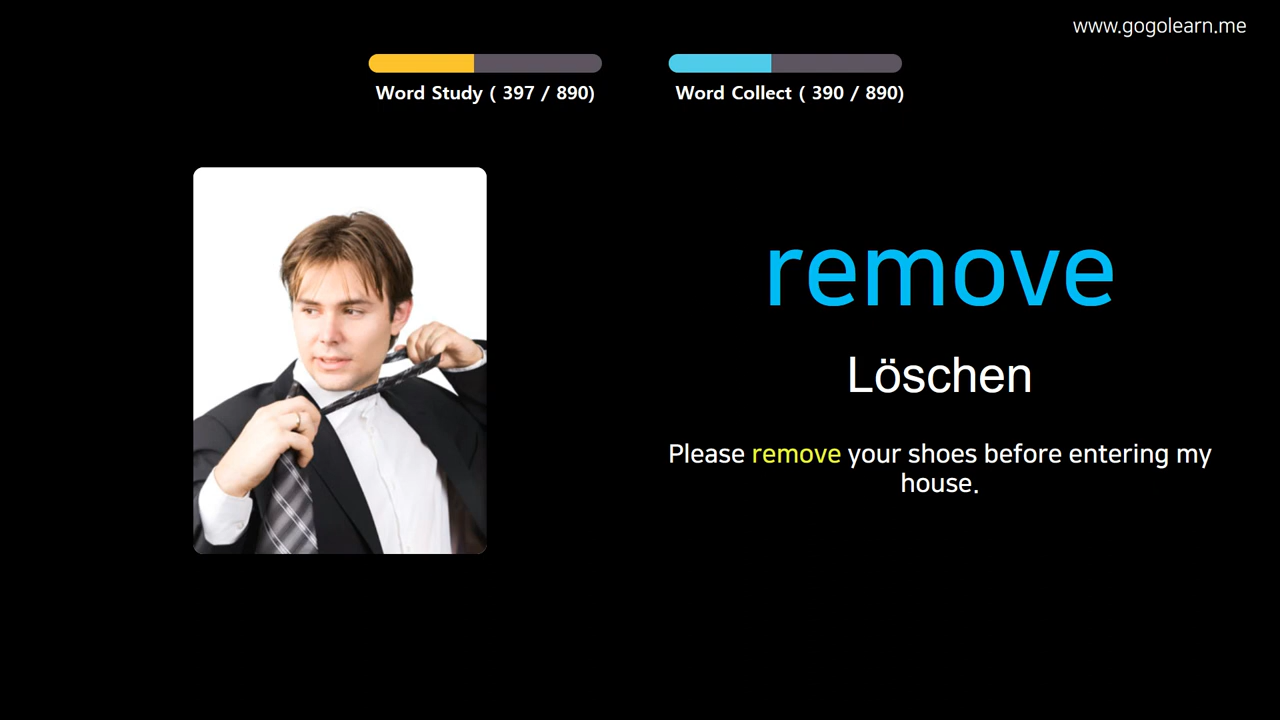 www.gogolearn.me
Word Study ( 397 / 890)
Word Collect ( 390 / 890)
remove
Löschen
Please remove your shoes before entering my
house.